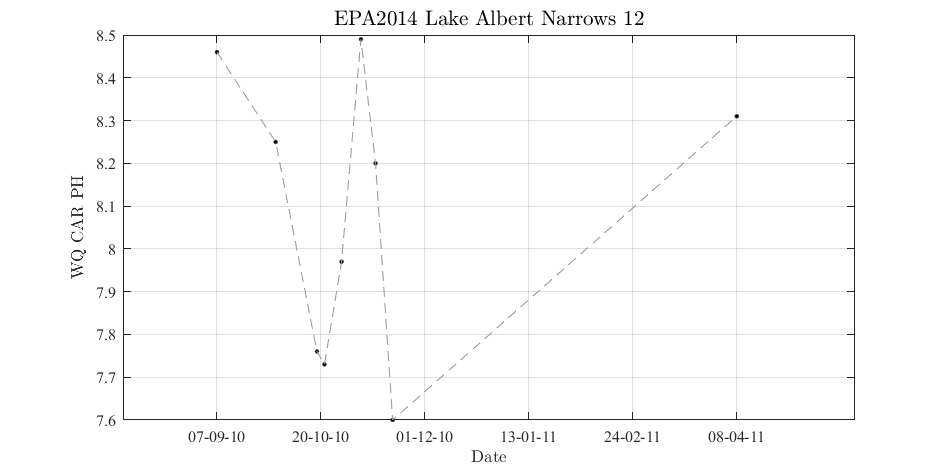 EPA2014 Lake Albert Narrows 12
8.5
8.4
8.3
8.2
8.1
8
7.9
7.8
7.7
7.6
WQ CAR PH
07-09-10 20-10-10 01-12-10 13-01-11 24-02-11 08-04-11
Date